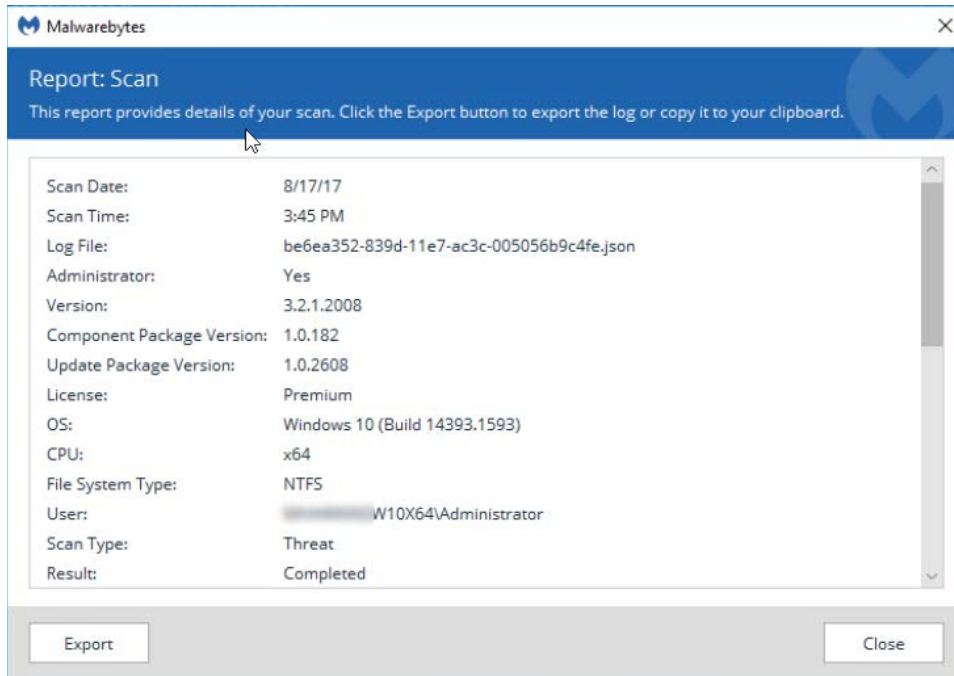 Malwarebytes
Report: Scan
This report provides details of your scan. Click the Export button to export the log or copy it to your clipboard.
Scan Date: 8/17/17
Scan Time: 3:45 PM
Log File: be6ea352-839d-11e7-ac3c-005056b9c4fe.json
Administrator: Yes
Version: 3.2.1.2008
Component Package Version: 1.0.182
Update Package Version: 1.0.2608
License: Premium
OS: Windows 10 (Build 14393.1593)
CPU: x64
File System Type: NTFS
User: W10X64\Administrator
Scan Type: Threat
Result: Completed
Export Close